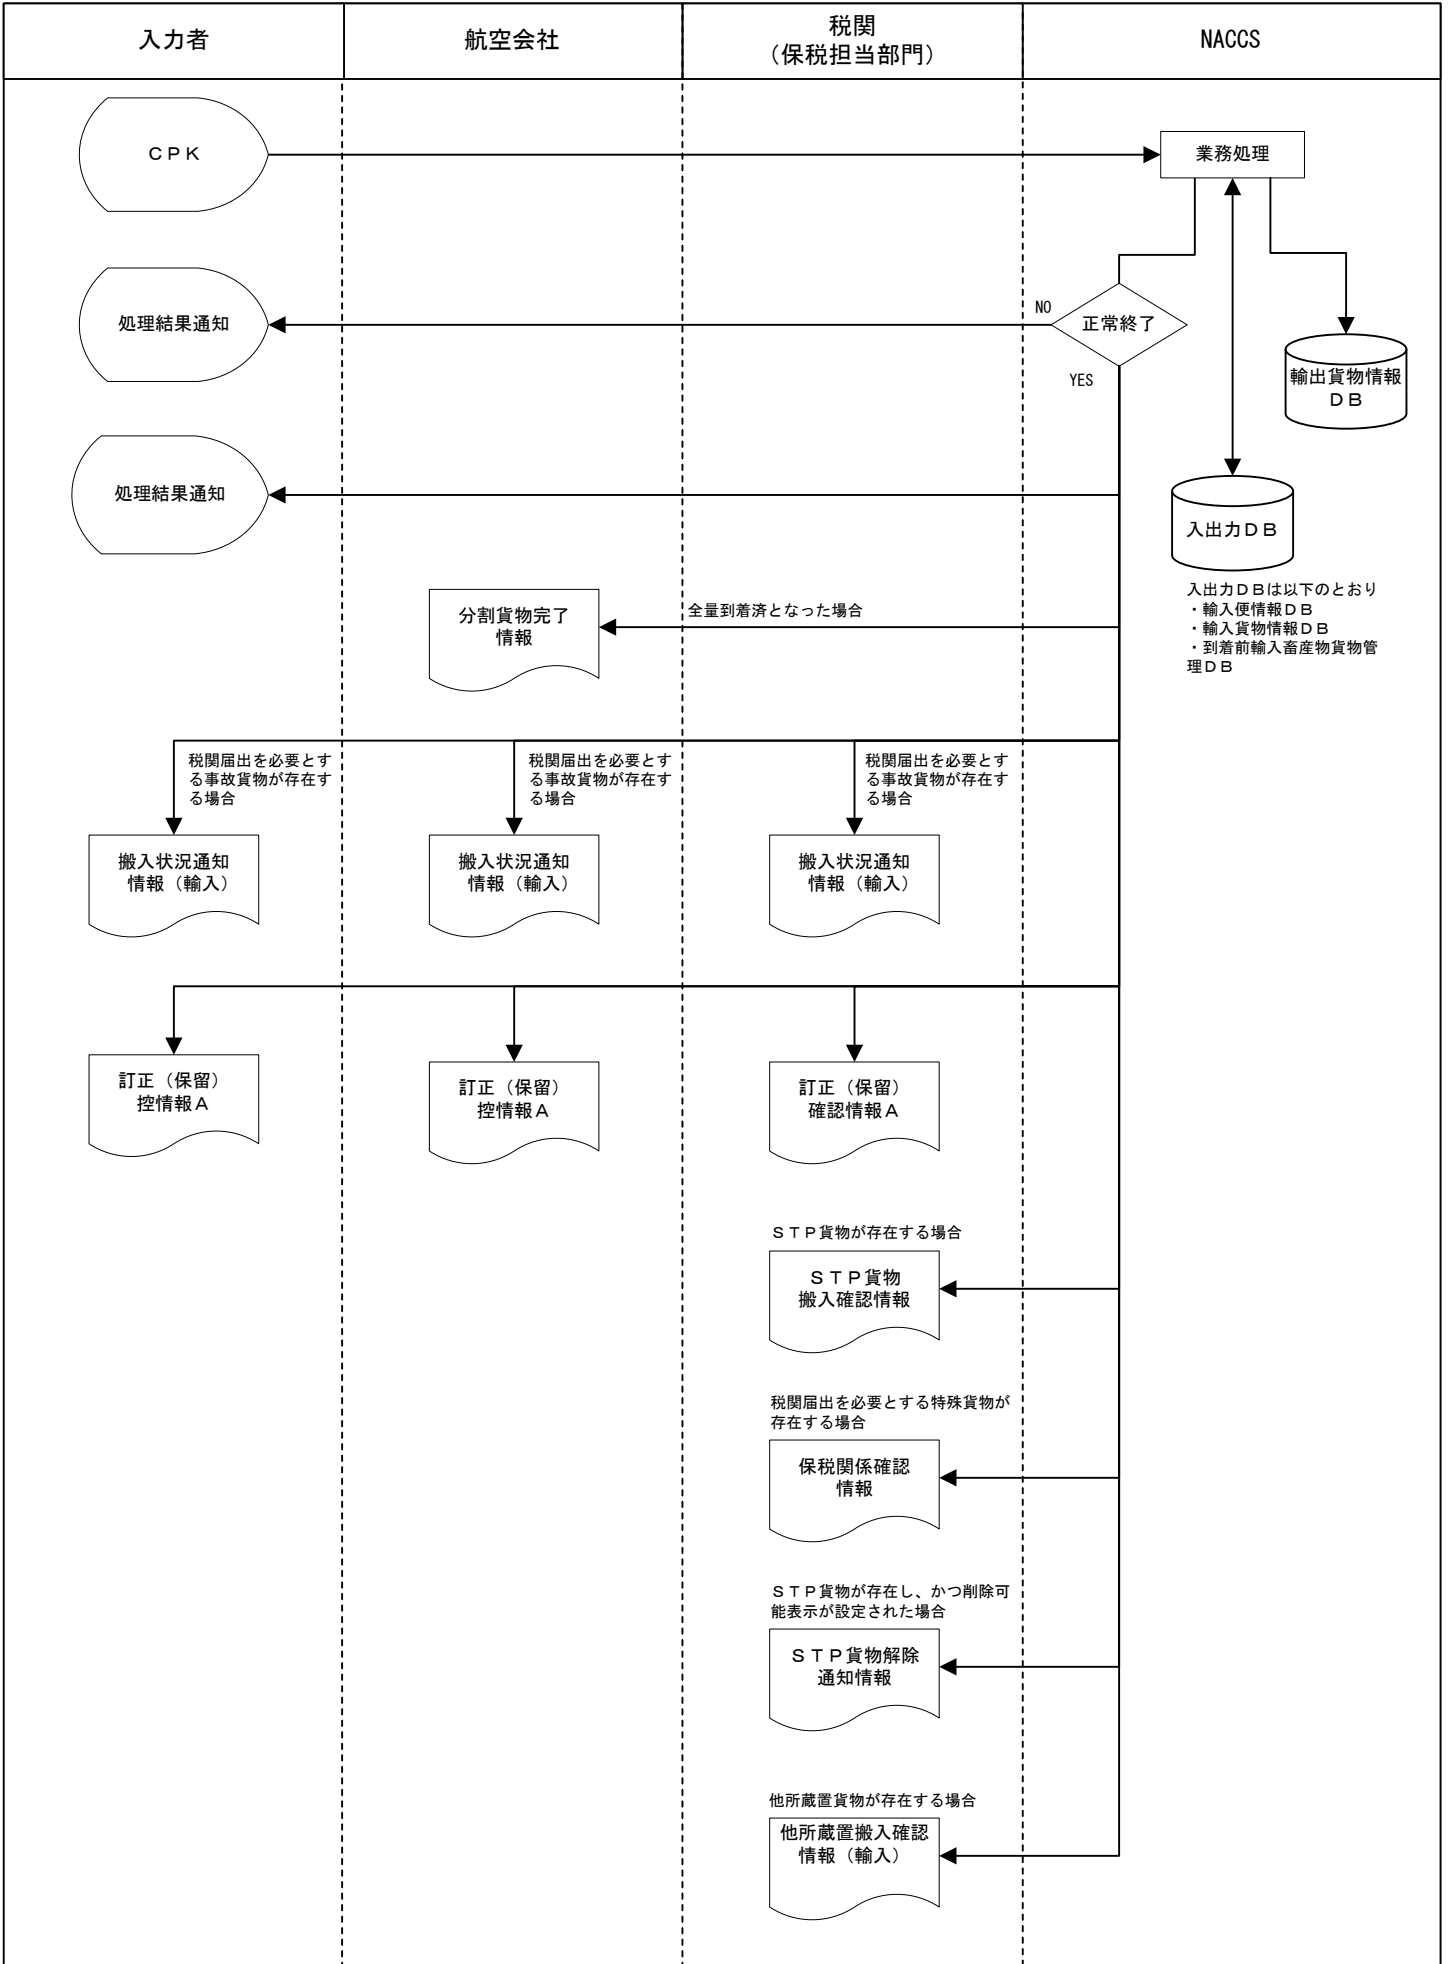 入力者
航空会社
税関
（保税担当部門）
NACCS
ＣＰＫ
業務処理
処理結果通知
NO
正常終了
YES
輸出貨物情報
ＤＢ
処理結果通知
入出力ＤＢ
入出力ＤＢは以下のとおり
・輸入便情報ＤＢ
・輸入貨物情報ＤＢ
・到着前輸入畜産物貨物管
理ＤＢ
分割貨物完了
情報
全量到着済となった場合
税関届出を必要とす
る事故貨物が存在す
る場合
税関届出を必要とす
る事故貨物が存在す
る場合
税関届出を必要とす
る事故貨物が存在す
る場合
搬入状況通知
情報（輸入）
搬入状況通知
情報（輸入）
搬入状況通知
情報（輸入）
訂正（保留）
控情報Ａ
訂正（保留）
控情報Ａ
訂正（保留）
確認情報Ａ
ＳＴＰ貨物が存在する場合
ＳＴＰ貨物
搬入確認情報
税関届出を必要とする特殊貨物が
存在する場合
保税関係確認
情報
ＳＴＰ貨物が存在し、かつ削除可
能表示が設定された場合
ＳＴＰ貨物解除
通知情報
他所蔵置貨物が存在する場合
他所蔵置搬入確認
情報（輸入）